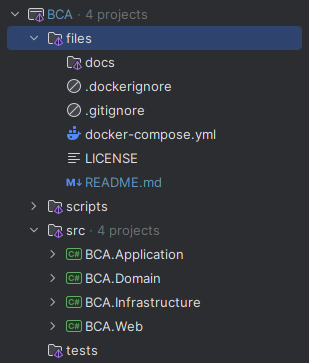 BCA · 4 projects
files
docs
.dockerignore
.gitignore
docker-compose.yml
LICENSE
M↓ README.md
scripts
src · 4 projects
C# BCA.Application
C# BCA.Domain
C# BCA.Infrastructure
C# BCA.Web
tests